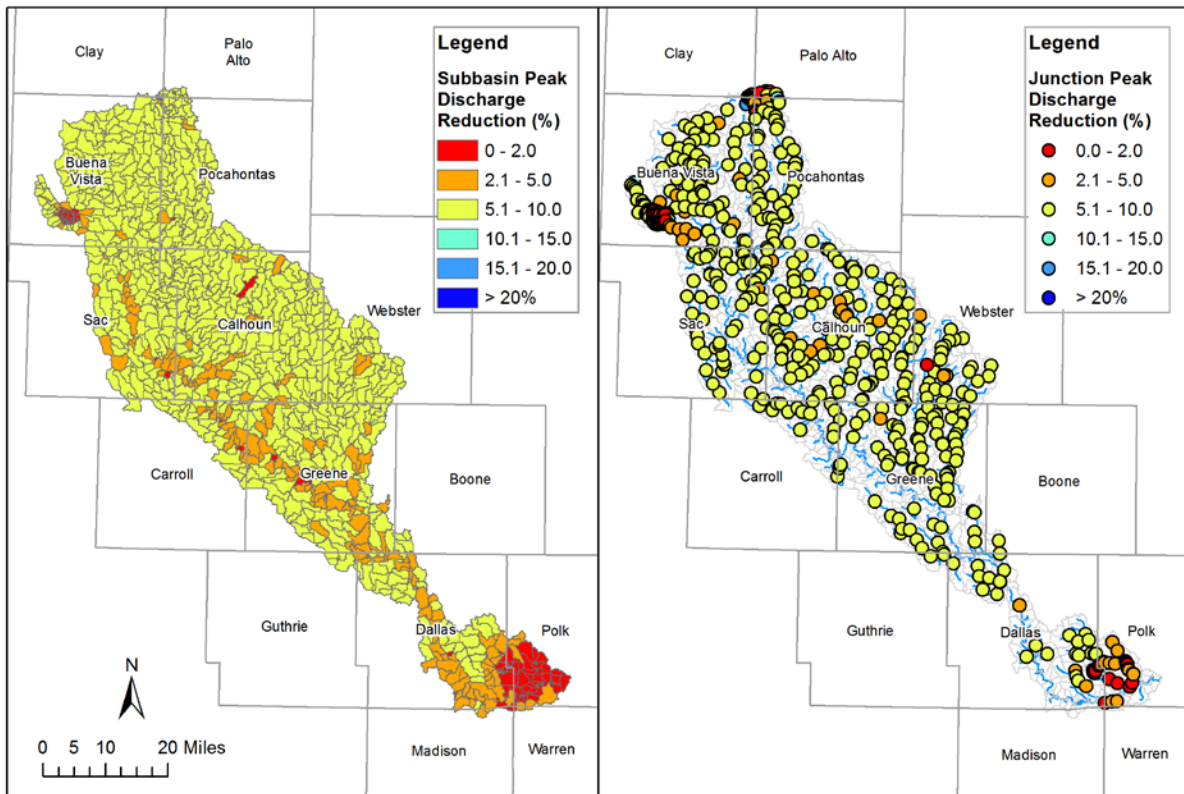 Clay
Palo
Alto
Buena
Vista
Pocahontas
Sac
Calhoun
Webster
Carroll
Greene
Boone
Guthrie
Dallas
Polk
Madison
Warren
N
0 5 10 20 Miles
Legend
Subbasin Peak
Discharge
Reduction (%)
0 - 2.0
2.1 - 5.0
5.1 - 10.0
10.1 - 15.0
15.1 - 20.0
> 20%
Clay
Palo Alto
Buena Vista
Pocahontas
Sac
Calhoun
Webster
Carroll
Greene
Boone
Guthrie
Dallas
Polk
Madison
Warren
Legend
Junction Peak
Discharge
Reduction (%)
0.0 - 2.0
2.1 - 5.0
5.1 - 10.0
10.1 - 15.0
15.1 - 20.0
> 20%